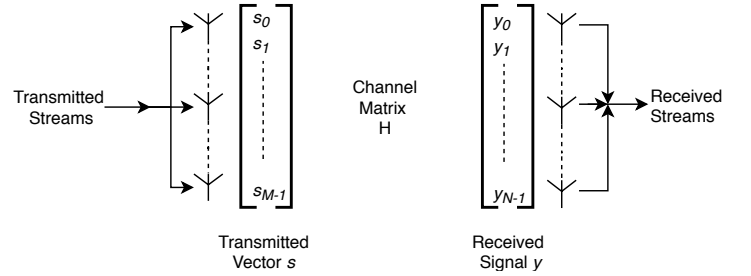 s0
s1
sM-1
Transmitted
Streams
Channel
Matrix
H
y0
y1
yN-1
Received
Streams
Transmitted
Vector s
Received
Signal y